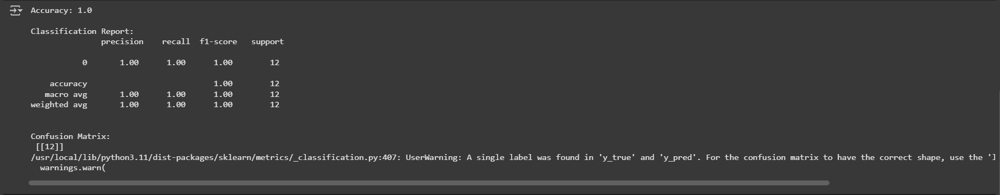 Accuracy: 1.0
Classification Report:
precision recall f1-score support
0 1.00 1.00 1.00 12
accuracy 1.00 12
macro avg 1.00 1.00 1.00 12
weighted avg 1.00 1.00 1.00 12
Confusion Matrix:
[[12]]
/usr/local/lib/python3.11/dist-packages/sklearn/metrics/_classification.py:407: UserWarning: A single label was found in 'y_true' and 'y_pred'. For the confusion matrix to have the correct shape, use the
warnings.warn(